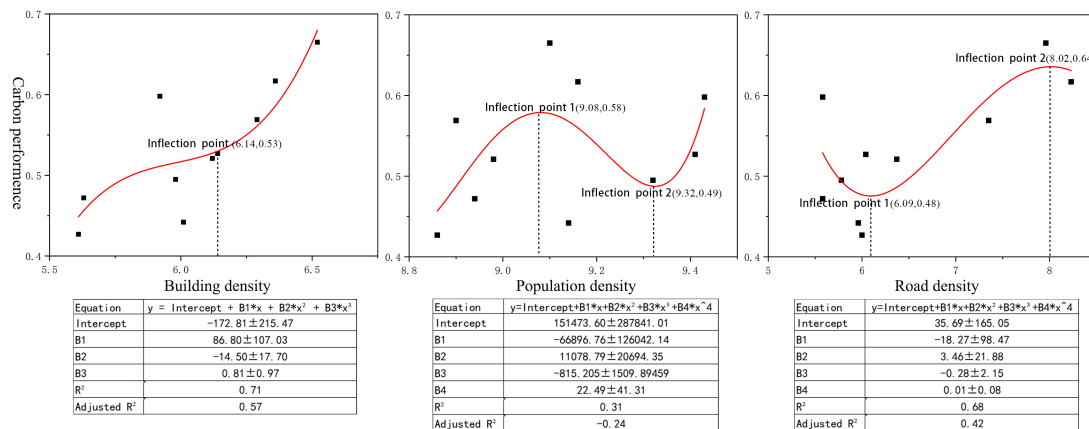 Carbon performence
0.7
0.6
0.5
0.4
5.5 6.0 6.5
Inflection point(6.14,0.53)
Building density
0.7
0.6
0.5
0.4
8.8 9.0 9.2 9.4
Inflection point 1(9.08,0.58)
Inflection point 2(9.32,0.49)
Population density
0.7
0.6
0.5
0.4
5 6 7 8
Inflection point 2(8.02,0.64
Inflection point 1(6.09,0.48)
Road density
Equation y = Intercept + B1*x + B2*x² + B3*x³
Intercept -172.81±215.47
B1 86.80±107.03
B2 -14.50±17.70
B3 0.81±0.97
R² 0.71
Adjusted R² 0.57
Equation y=Intercept+B1*x+B2*x²+B3*x³+B4*x^4
Intercept 151473.60±287841.01
B1 -66896.76±126042.14
B2 11078.79±20694.35
B3 -815.205±1509.89459
B4 22.49±41.31
R² 0.31
Adjusted R² -0.24
Equation y=Intercept+B1*x+B2*x²+B3*x³+B4*x^4
Intercept 35.69±165.05
B1 -18.27±98.47
B2 3.46±21.88
B3 -0.28±2.15
B4 0.01±0.08
R² 0.68
Adjusted R² 0.42